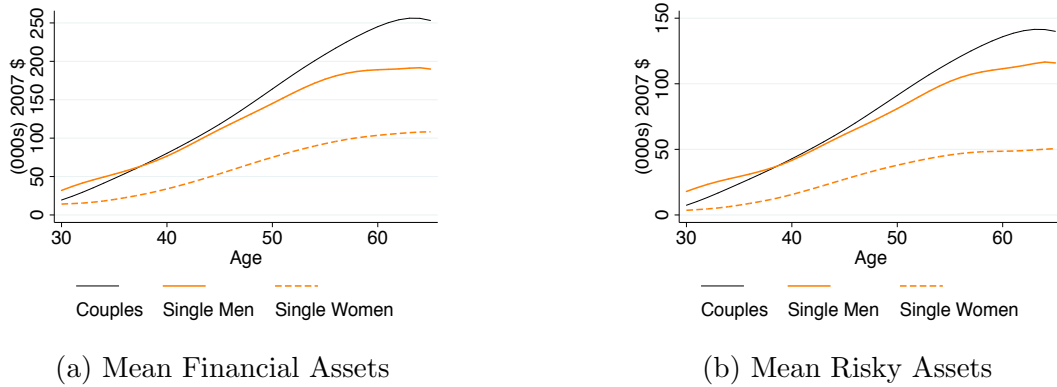 (000s) 2007 $
0 50 100 150 200 250
30 40 50 60
Age
Couples Single Men Single Women
(a) Mean Financial Assets
(000s) 2007 $
0 50 100 150
30 40 50 60
Age
Couples Single Men Single Women
(b) Mean Risky Assets